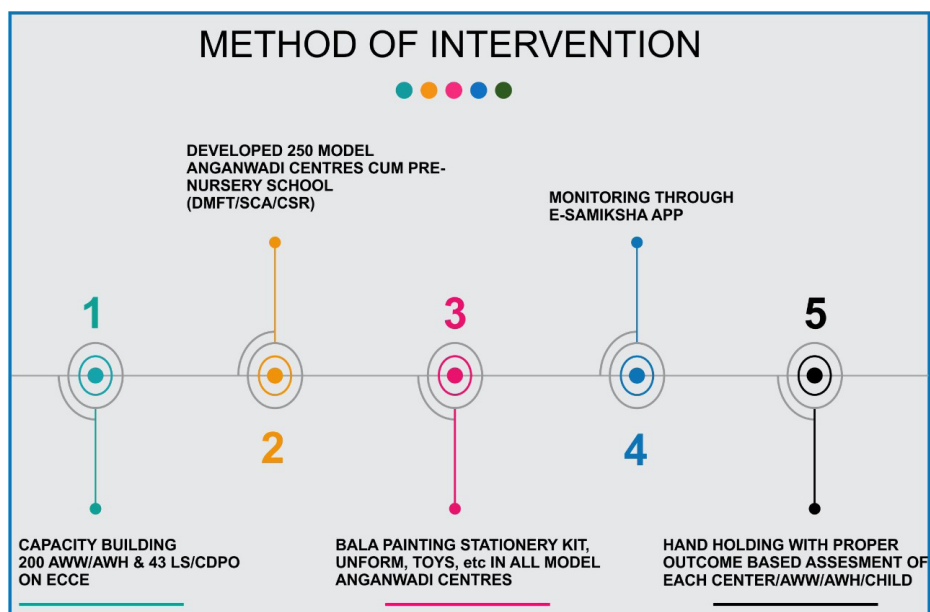 METHOD OF INTERVENTION
DEVELOPED 250 MODEL
ANGANWADI CENTRES CUM PRE-
NURSERY SCHOOL
(DMFT/SCA/CSR)
MONITORING THROUGH
E-SAMIKSHA APP
1
3
5
2
4
CAPACITY BUILDING
200 AWW/AWH & 43 LS/CDPO
ON ECCE
BALA PAINTING STATIONERY KIT,
UNFORM, TOYS, etc IN ALL MODEL
ANGANWADI CENTRES
HAND HOLDING WITH PROPER
OUTCOME BASED ASSESMENT OF
EACH CENTER/AWW/AWH/CHILD